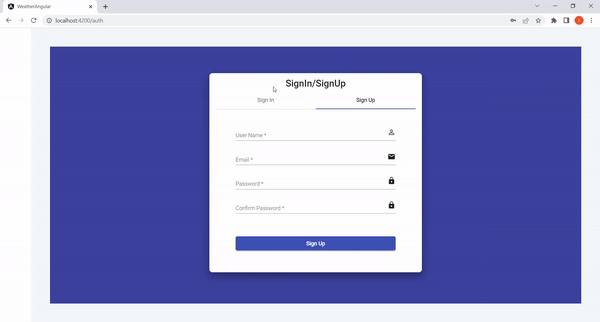 WeatherAngular
localhost:4200/auth
SignIn/SignUp
Sign In
Sign Up
User Name *
Email *
Password *
Confirm Password *
Sign Up